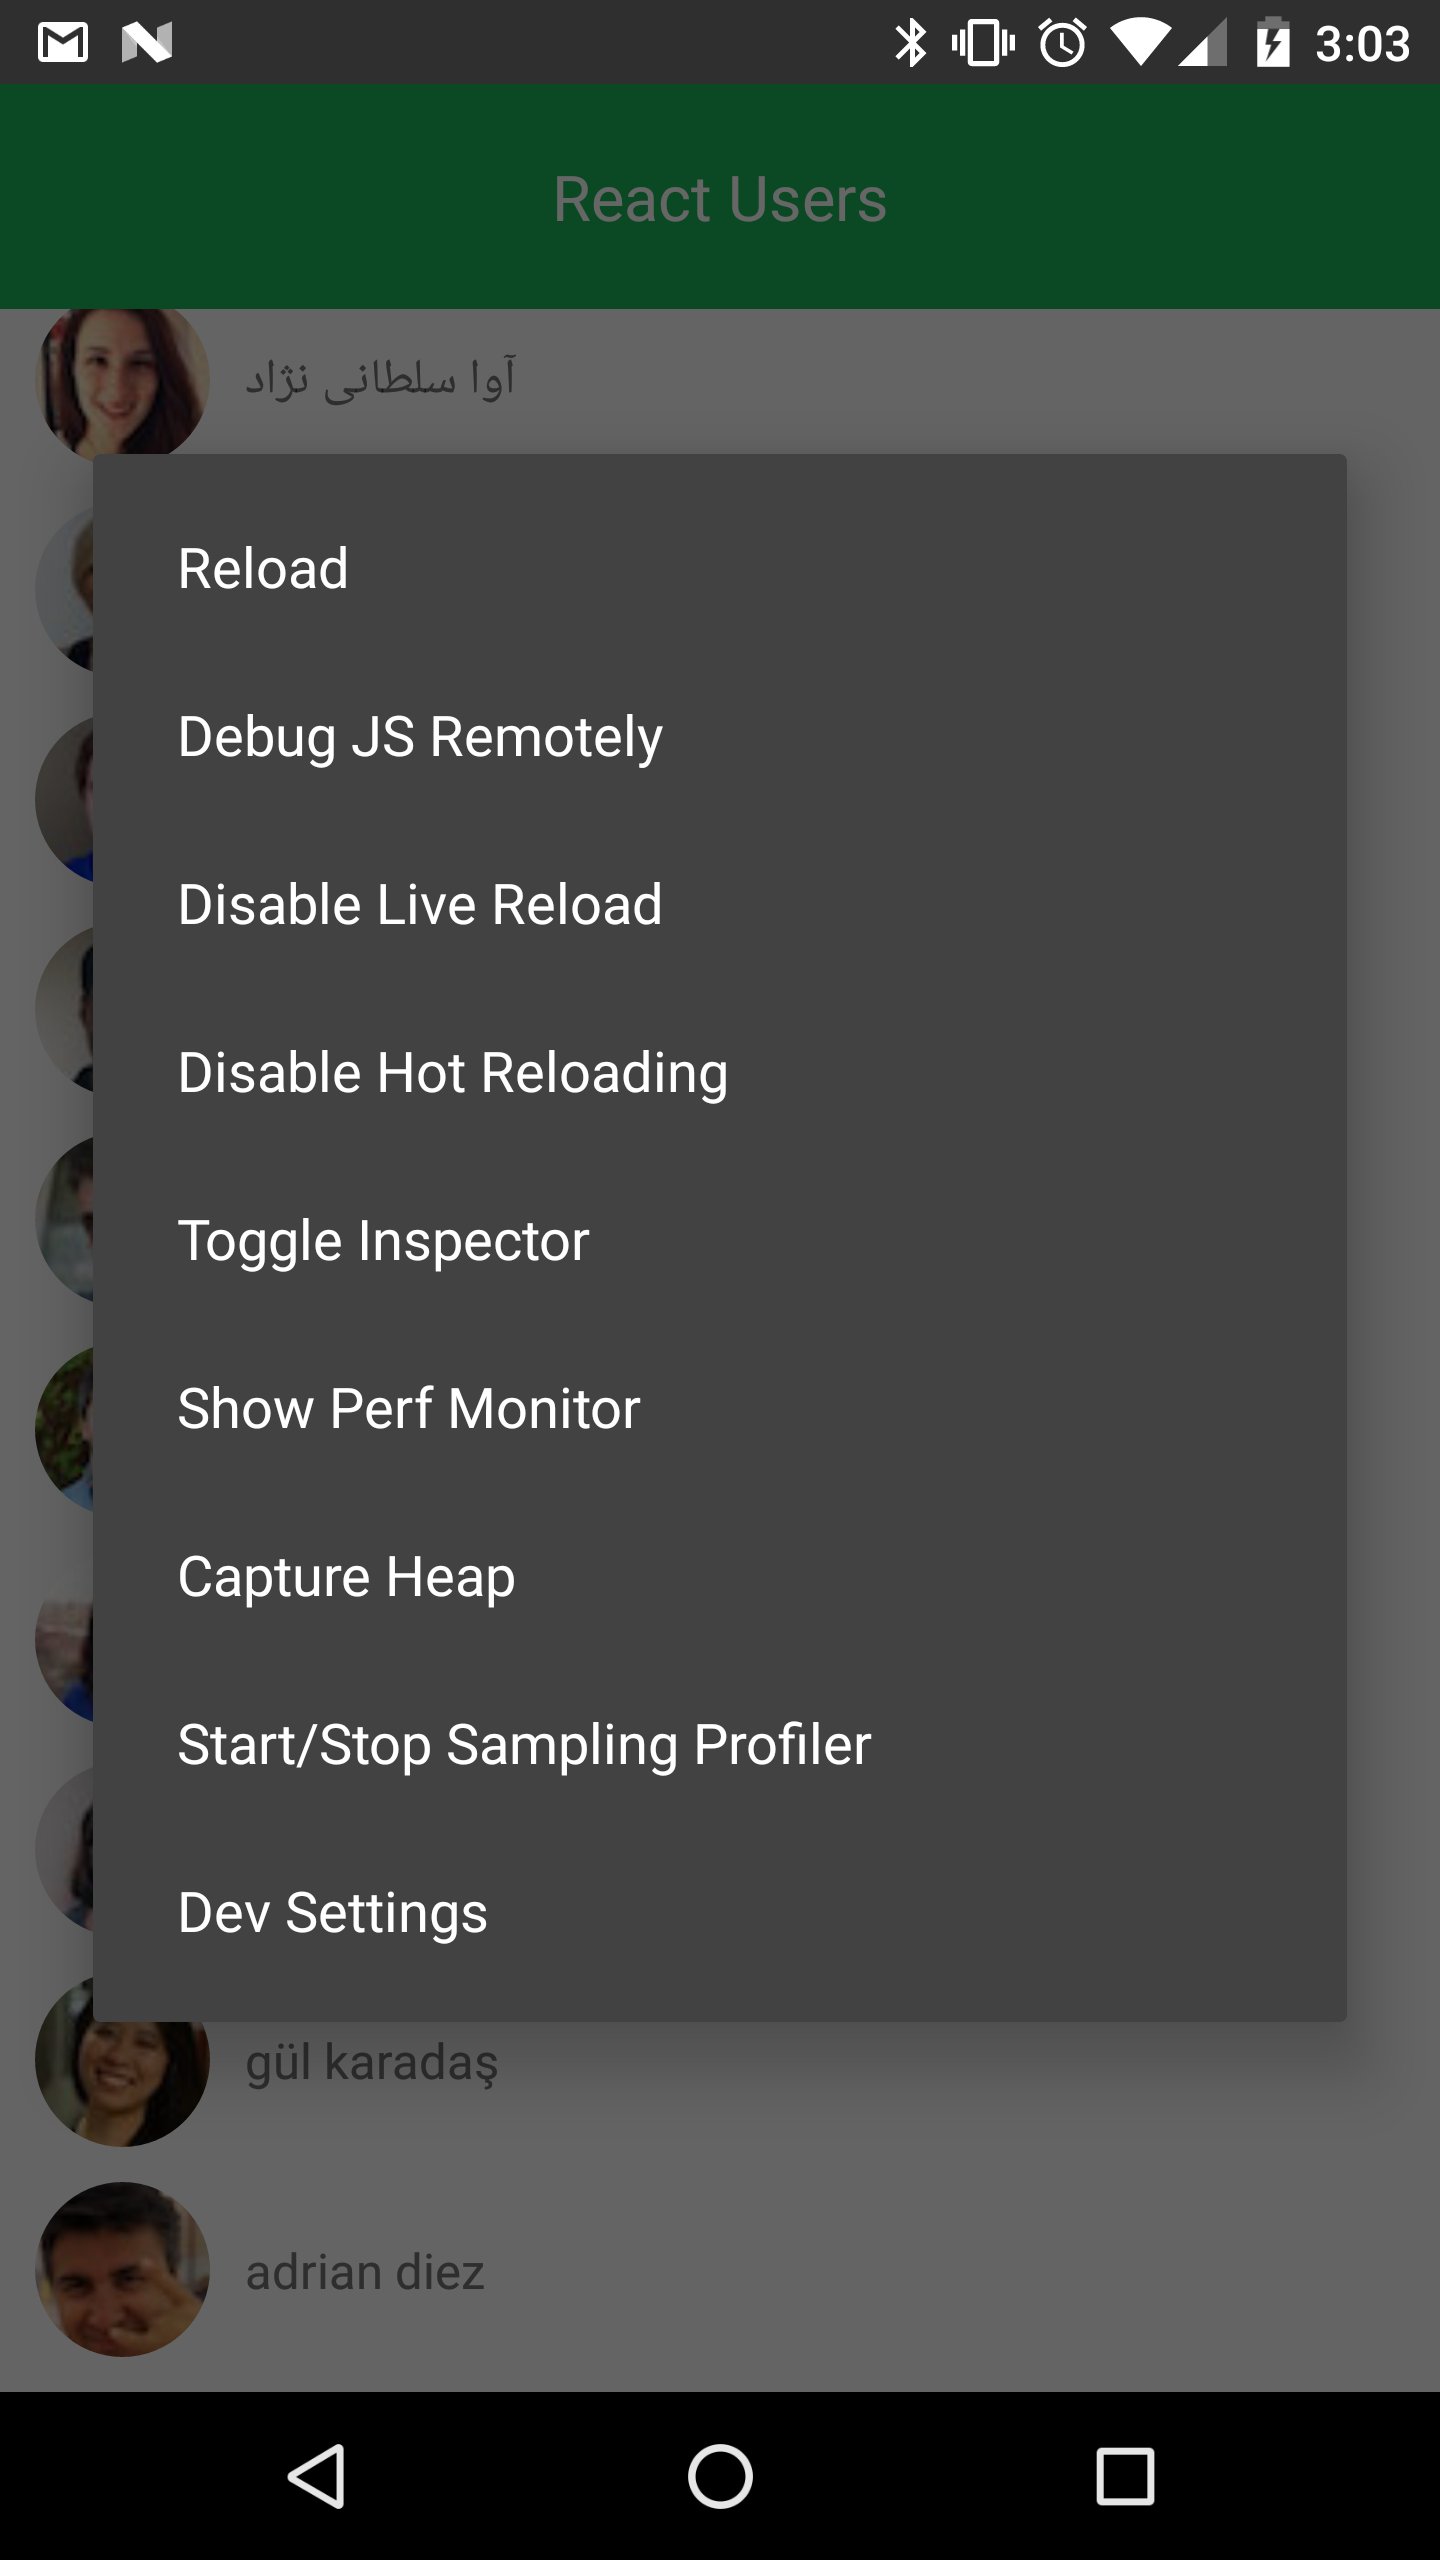 3:03
React Users
آوا سلطانی نژاد
Reload
Debug JS Remotely
Disable Live Reload
Disable Hot Reloading
Toggle Inspector
Show Perf Monitor
Capture Heap
Start/Stop Sampling Profiler
Dev Settings
gül karadaş
adrian diez